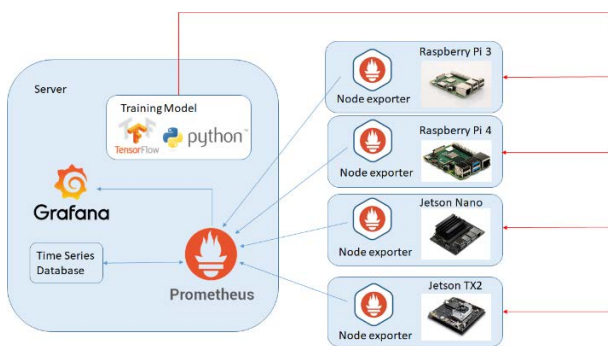 Server
Training Model
TensorFlow
python™
Grafana
Time Series
Database
Prometheus
Raspberry Pi 3
Node exporter
Raspberry Pi 4
Node exporter
Jetson Nano
Node exporter
Jetson TX2
Node exporter